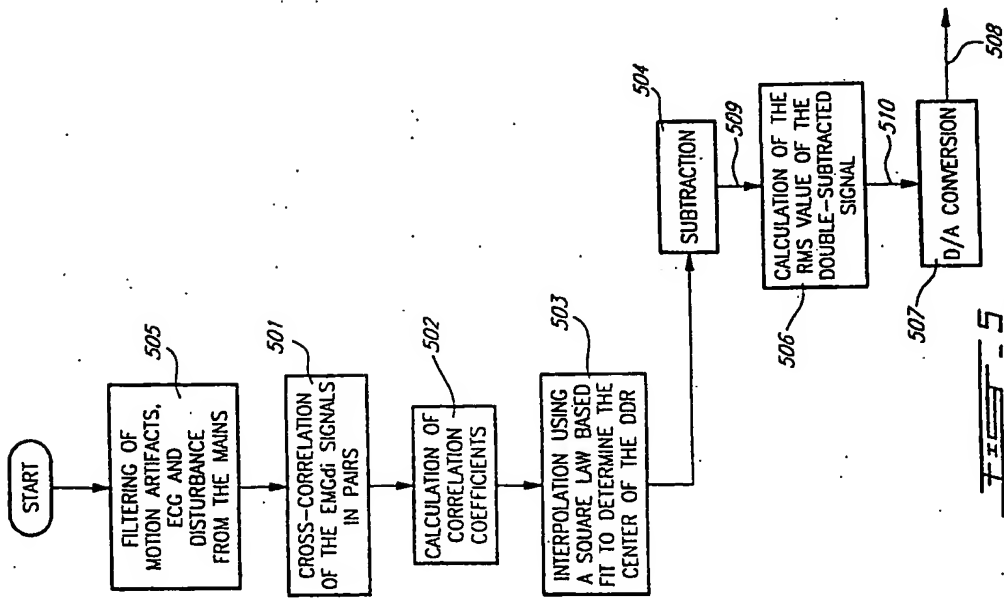 START
505
FILTERING OF
MOTION ARTIFACTS,
ECG AND
DISTURBANCE
FROM THE MAINS
501
CROSS-CORRELATION
OF THE EMGdi SIGNALS
IN PAIRS
502
CALCULATION OF
CORRELATION
COEFFICIENTS
503
INTERPOLATION USING
A SQUARE LAW BASED
FIT TO DETERMINE THE
CENTER OF THE DDR
504
SUBTRACTION
509
CALCULATION OF THE
RMS VALUE OF THE
DOUBLE-SUBTRACTED
SIGNAL
506
510
D/A CONVERSION
507
508
FIG - 5